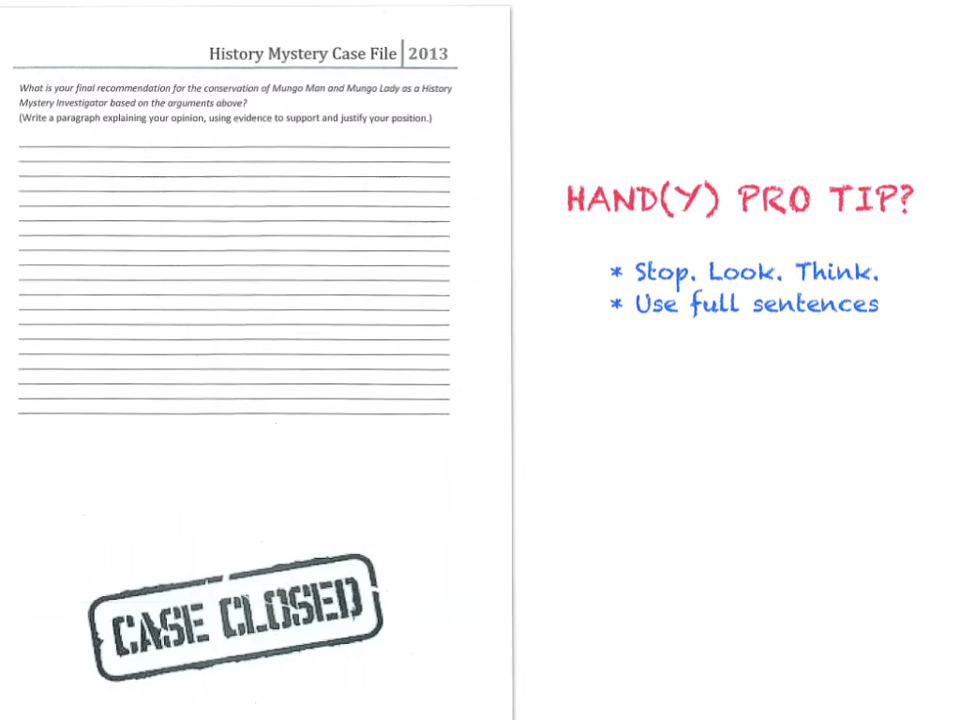 History Mystery Case File 2013
What is your final recommendation for the conservation of Mungo Man and Mungo Lady as a History
Mystery Investigator based on the arguments above?
(Write a paragraph explaining your opinion, using evidence to support and justify your position.)
HAND(Y) PRO TIP?
* Stop. Look. Think.
* Use full sentences
CASE CLOSED